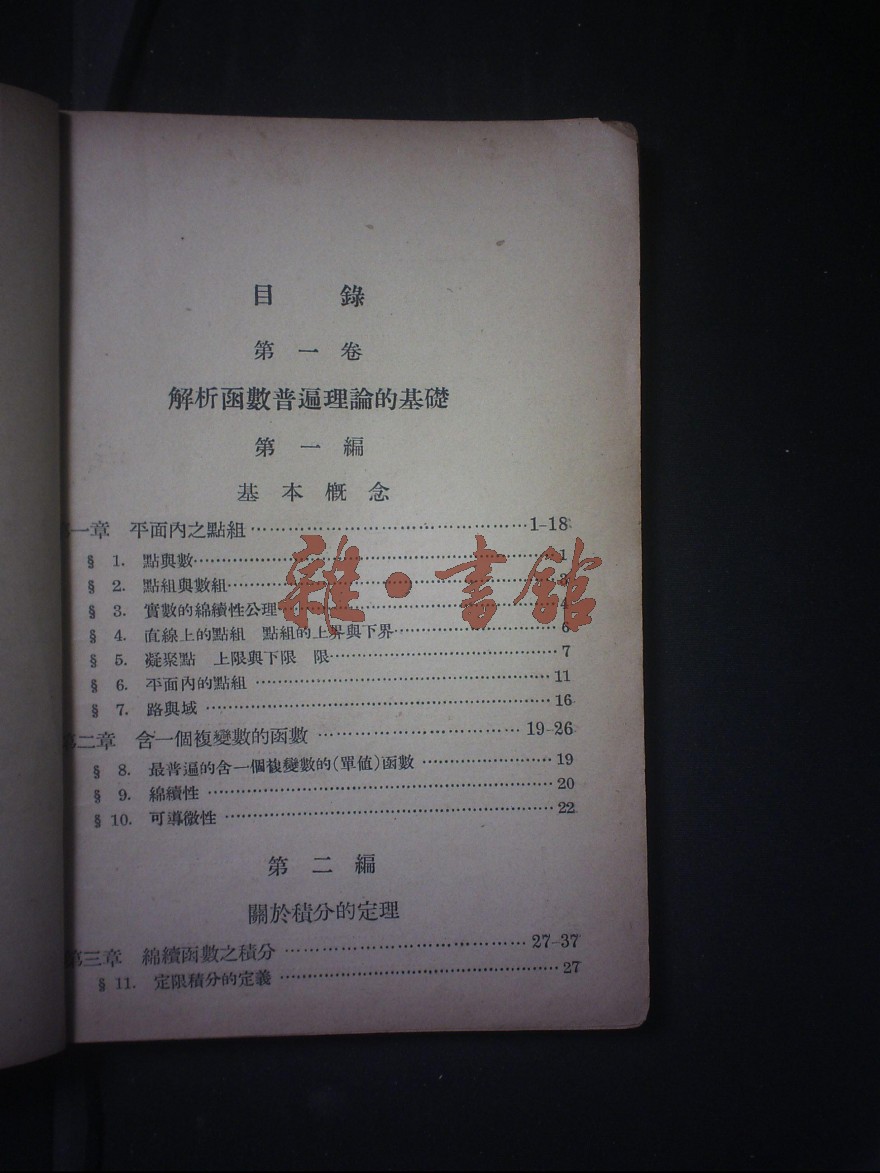 目錄
第一卷
解析函數普遍理論的基礎
第一編
基本概念
第一章 平面內之點組 ……………………………………1-18
§ 1. 點與數……………………………………………1
§ 2. 點組與數組………………………………………3
§ 3. 實數的綿續性公理………………………………4
§ 4. 直線上的點組 點組的上界與下界……………………6
§ 5. 凝聚點 上限與下限 限……………………………7
§ 6. 平面內的點組 ……………………………………11
§ 7. 路與域 ……………………………………………16
第二章 含一個複變數的函數 ……………………………19-26
§ 8. 最普遍的含一個複變數的(單値)函數 ………………19
§ 9. 綿續性 ……………………………………………20
§ 10. 可導微性 …………………………………………22
第二編
關於積分的定理
第三章 綿續函數之積分 …………………………………27-37
§ 11. 定限積分的定義 …………………………………27
雜·書館